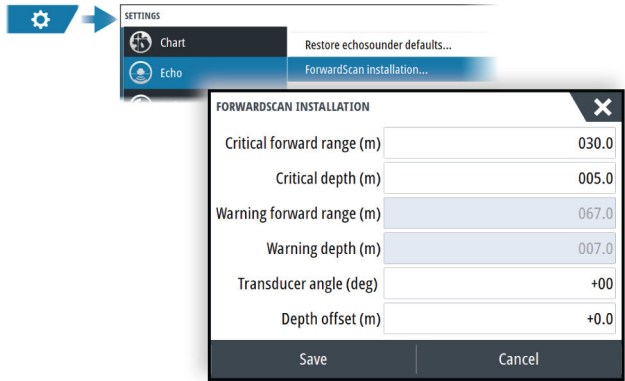 SETTINGS
Chart
Restore echosounder defaults...
Echo
ForwardScan installation...
FORWARDSCAN INSTALLATION
Critical forward range (m) 030.0
Critical depth (m) 005.0
Warning forward range (m) 067.0
Warning depth (m) 007.0
Transducer angle (deg) +00
Depth offset (m) +0.0
Save Cancel